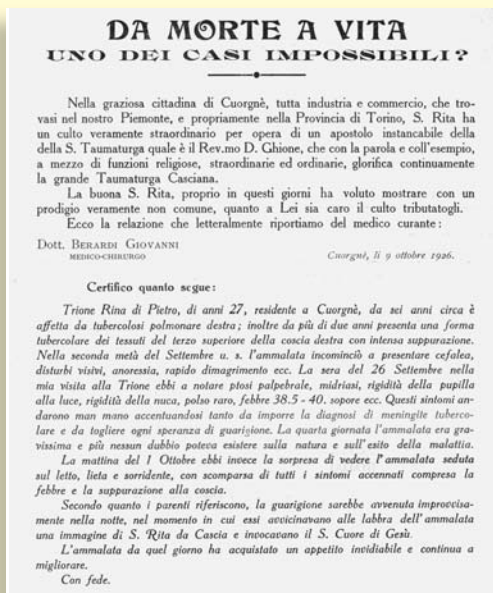 DA MORTE A VITA
UNO DEI CASI IMPOSSIBILI?
Nella graziosa cittadina di Cuorgnè, tutta industria e commercio, che tro-
vasi nel nostro Piemonte, e propriamente nella Provincia di Torino, S. Rita ha
un culto veramente straordinario per opera di un apostolo instancabile della
della S. Taumaturga quale è il Rev.mo D. Ghione, che con la parola e coll'esempio,
a mezzo di funzioni religiose, straordinarie ed ordinarie, glorifica continuamente
la grande Taumaturga Casciana.
La buona S. Rita, proprio in questi giorni ha voluto mostrare con un
prodigio veramente non comune, quanto a Lei sia caro il culto tributatogli.
Ecco la relazione che letteralmente riportiamo del medico curante:
Dott. BERARDI GIOVANNI
MEDICO-CHIRURGO Cuorgnè, li 9 ottobre 1926.
Certifico quanto segue:
Trione Rina di Pietro, di anni 27, residente a Cuorgnè, da sei anni circa è
affetta da tubercolosi polmonare destra; inoltre da più di due anni presenta una forma
tubercolare dei tessuti del terzo superiore della coscia destra con intensa suppurazione.
Nella seconda metà del Settembre u. s. l'ammalata incominciò a presentare cefalea,
disturbi visivi, anoressia, rapido dimagrimento ecc. La sera del 26 Settembre nella
mia visita alla Trione ebbi a notare ptosi palpebrale, midriasi, rigidità della pupilla
alla luce, rigidità della nuca, polso raro, febbre 38.5 - 40. sopore ecc. Questi sintomi an-
darono man mano accentuandosi tanto da imporre la diagnosi di meningite tuberco-
lare e da togliere ogni speranza di guarigione. La quarta giornata l'ammalata era gra-
vissima e più nessun dubbio poteva esistere sulla natura e sull'esito della malattia.
La mattina del 1 Ottobre ebbi invece la sorpresa di vedere l'ammalata seduta
sul letto, lieta e sorridente, con scomparsa di tutti i sintomi accennati compresa la
febbre e la suppurazione alla coscia.
Secondo quanto i parenti riferiscono, la guarigione sarebbe avvenuta improvvisa-
mente nella notte, nel momento in cui essi avvicinavano alle labbra dell'ammalata
una immagine di S. Rita da Cascia e invocavano il S. Cuore di Gesù.
L'ammalata da quel giorno ha acquistato un appetito invidiabile e continua a
migliorare.
Con fede.